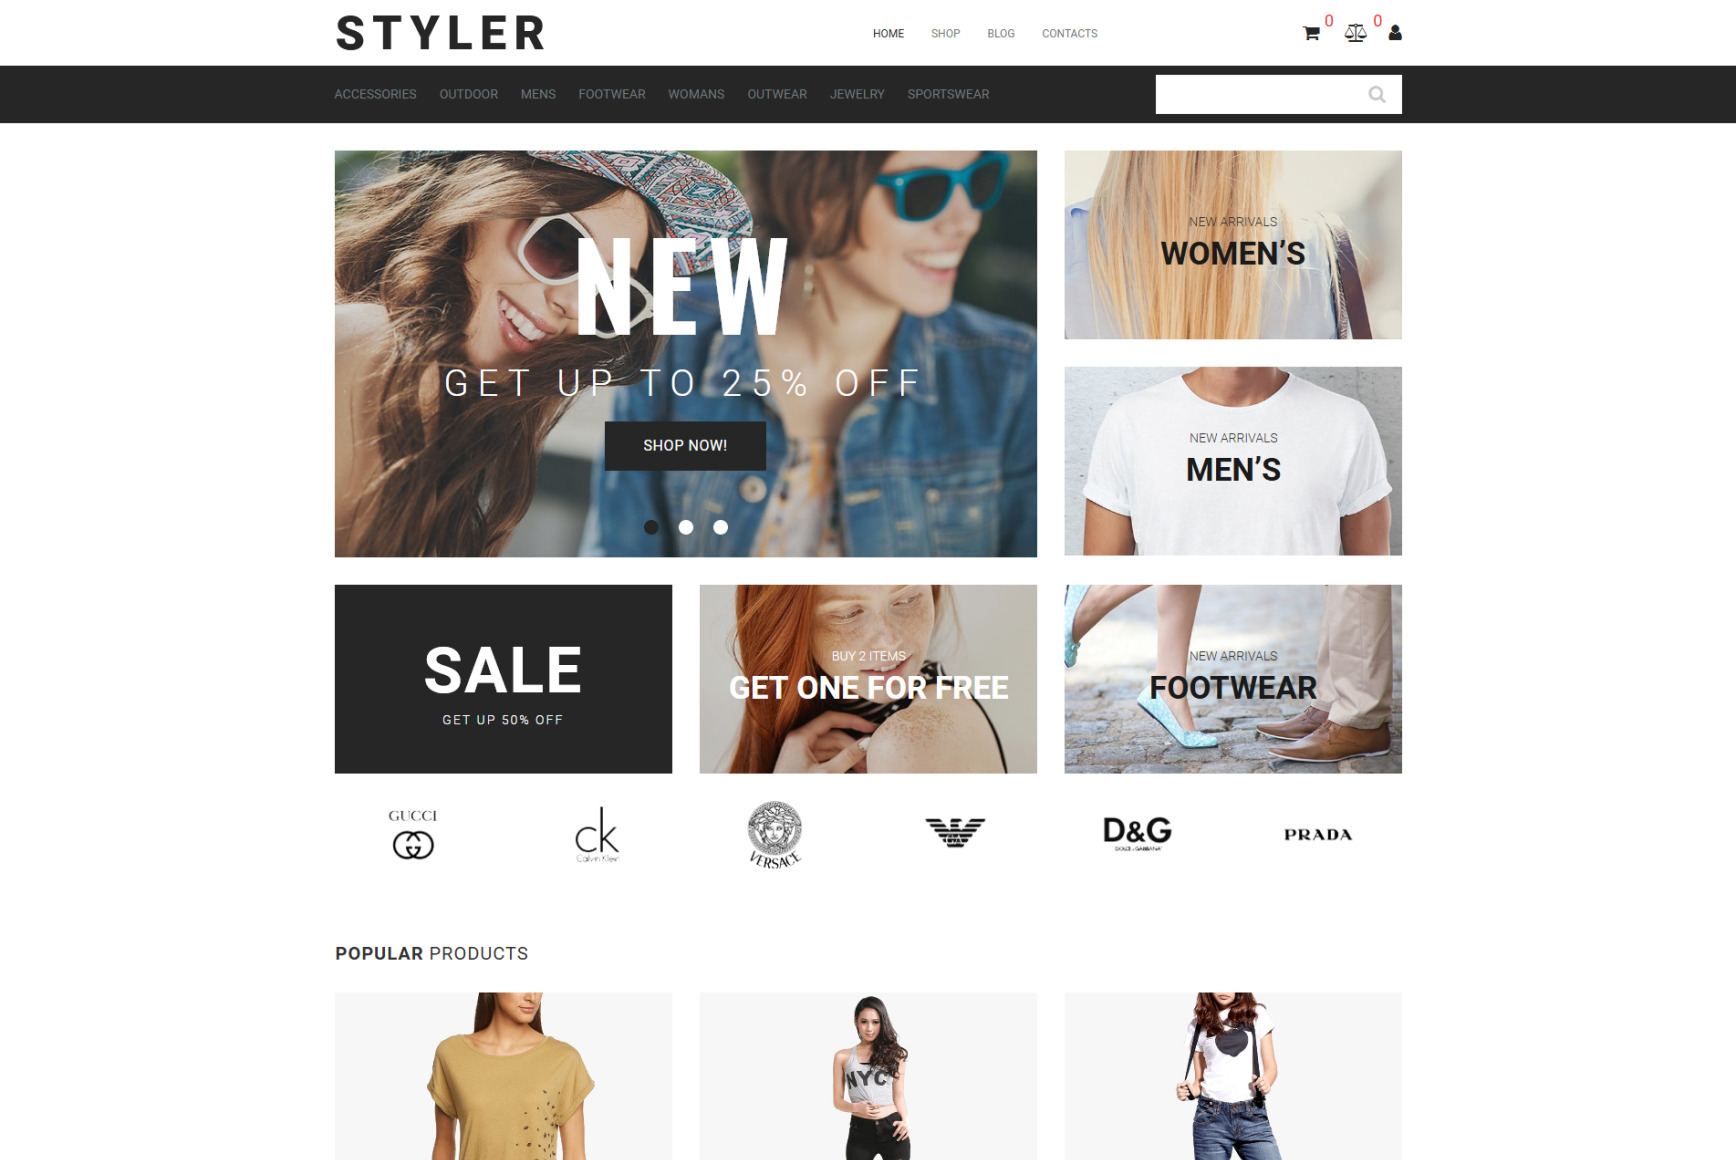 STYLER
HOME SHOP BLOG CONTACTS
0 0
ACCESSORIES OUTDOOR MENS FOOTWEAR WOMANS OUTWEAR JEWELRY SPORTSWEAR
NEW
GET UP TO 25% OFF
SHOP NOW!
NEW ARRIVALS
WOMEN’S
NEW ARRIVALS
MEN’S
SALE
GET UP 50% OFF
BUY 2 ITEMS
GET ONE FOR FREE
NEW ARRIVALS
FOOTWEAR
GUCCI
ck
Calvin Klein
VERSACE
D&G
DOLCE & GABBANA
PRADA
POPULAR PRODUCTS
NYC